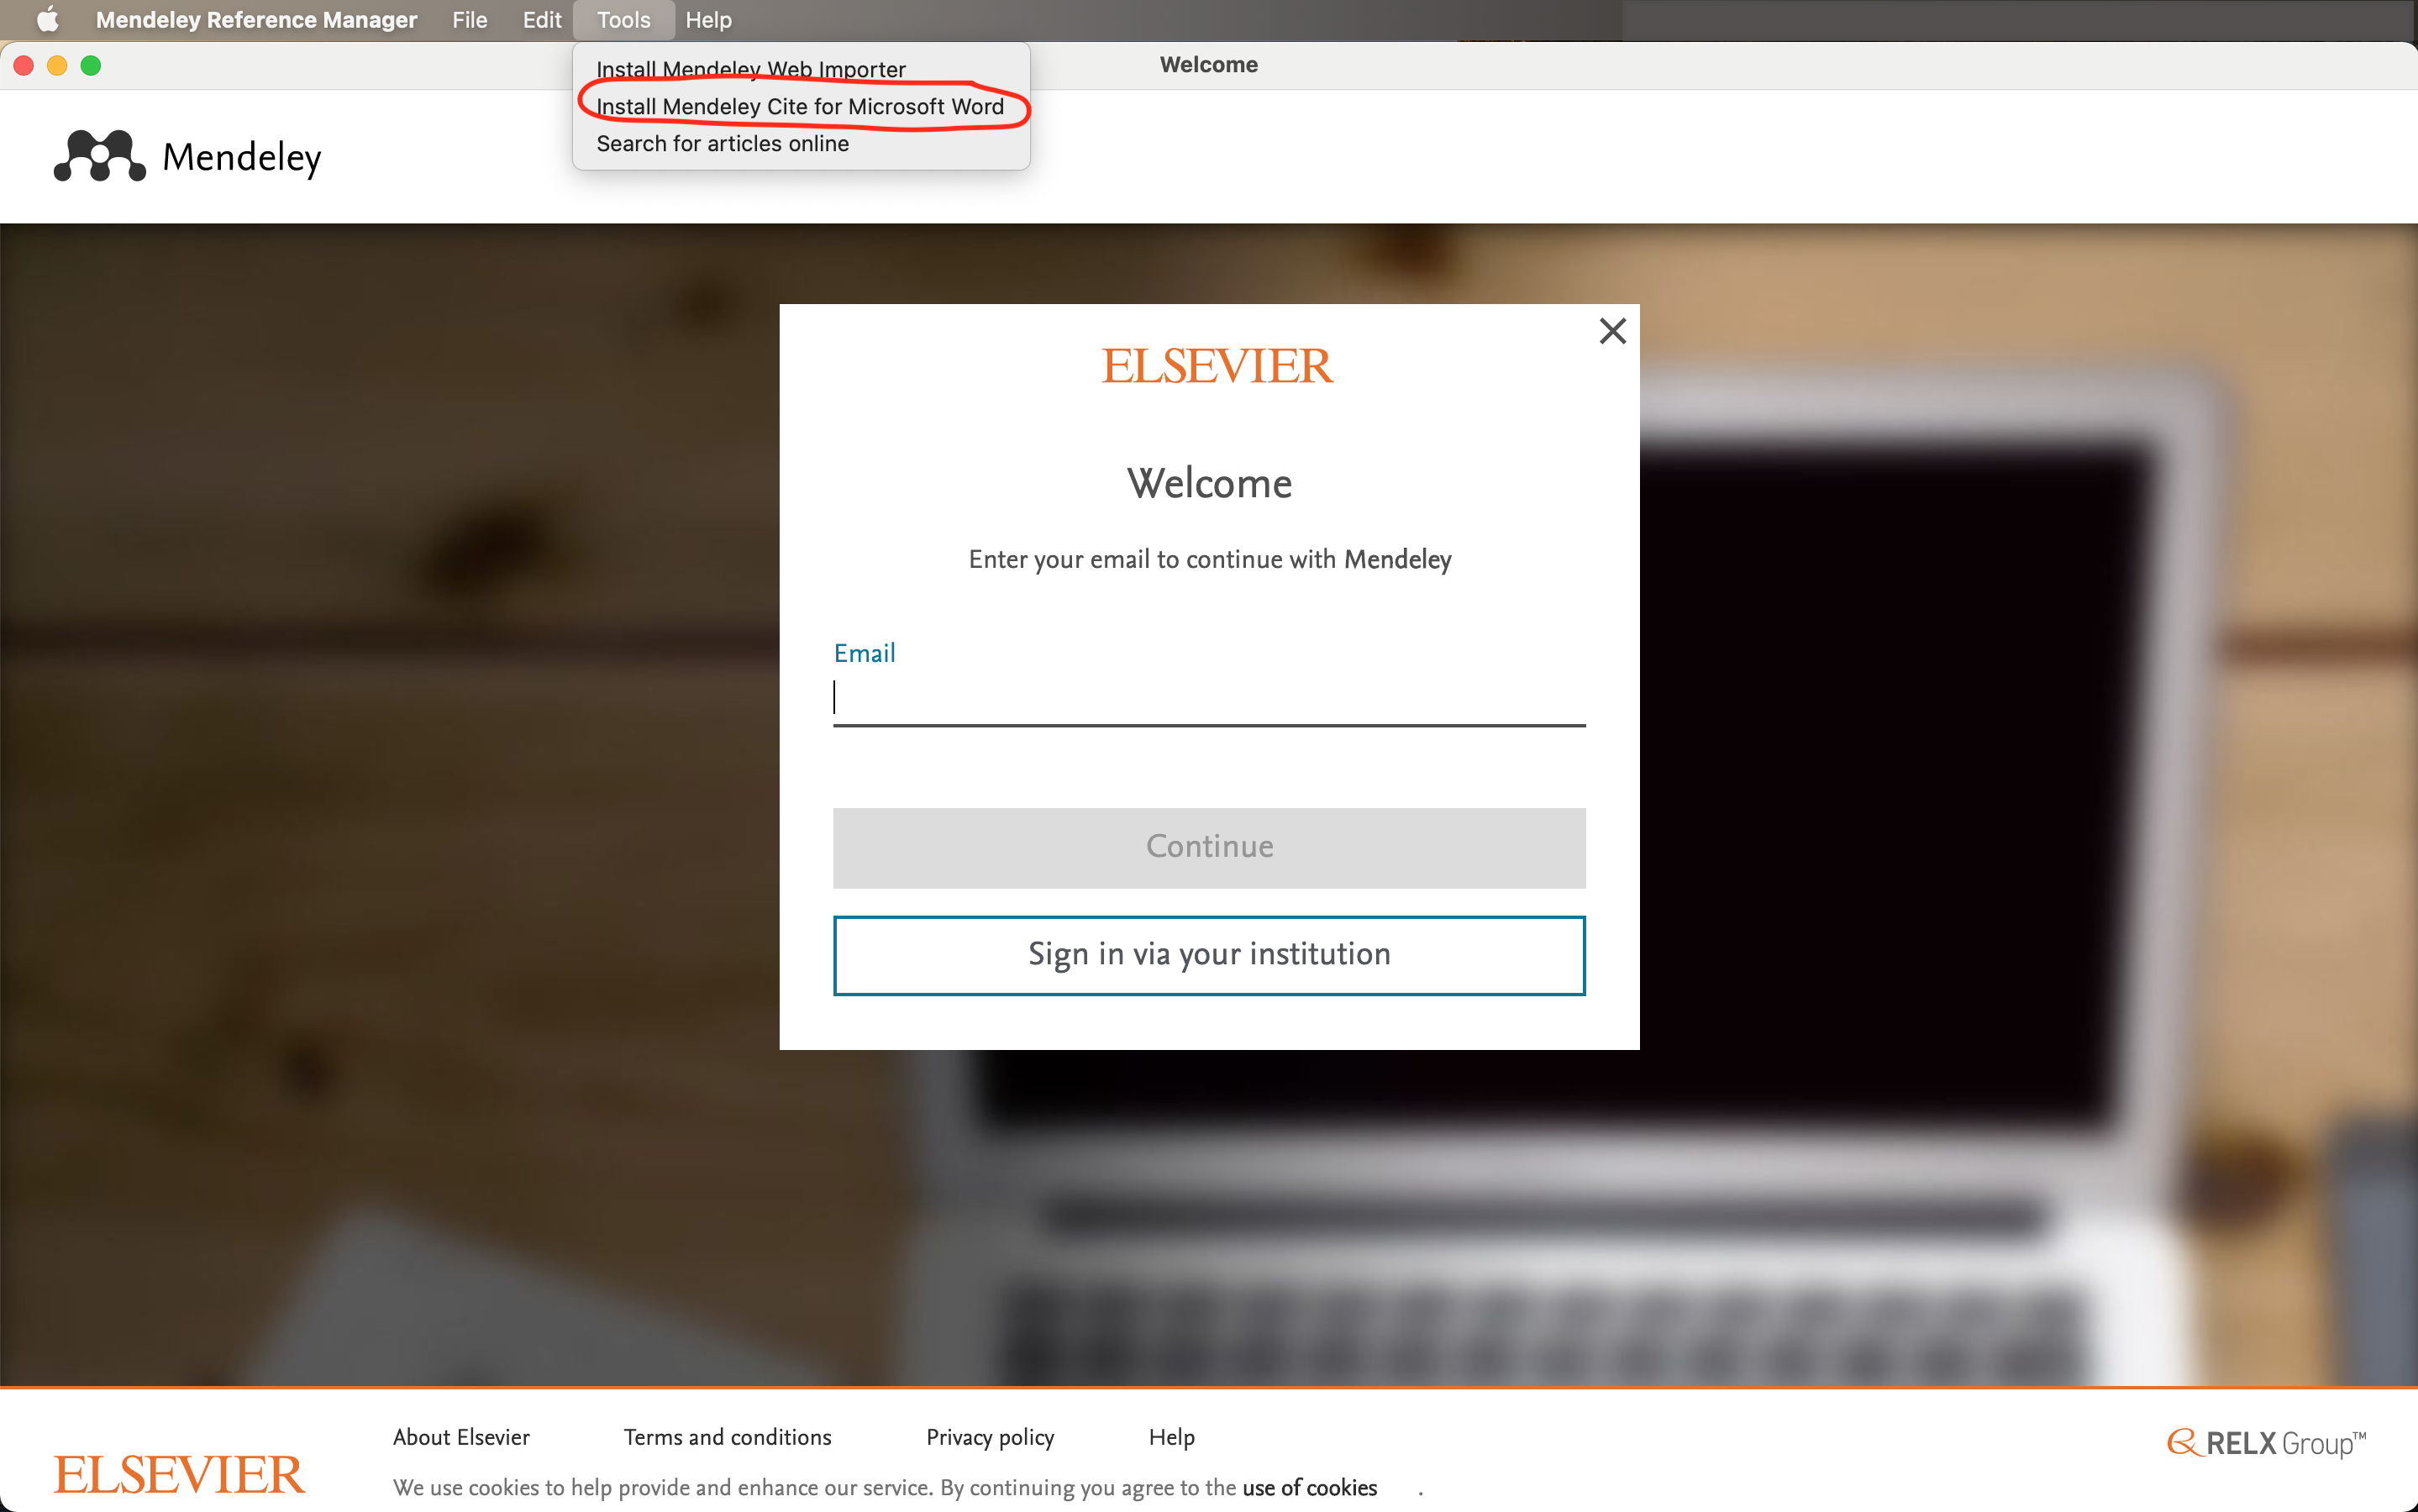 Mendeley Reference Manager File Edit Tools Help
Welcome
Install Mendeley Web Importer
Install Mendeley Cite for Microsoft Word
Search for articles online
Mendeley
ELSEVIER
Welcome
Enter your email to continue with Mendeley
Email
Continue
Sign in via your institution
ELSEVIER
About Elsevier Terms and conditions Privacy policy Help
We use cookies to help provide and enhance our service. By continuing you agree to the use of cookies .
RELX Group™